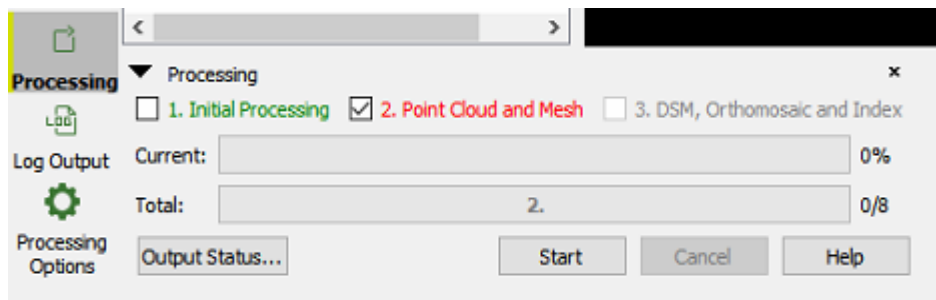 Processing
Log Output
Processing
Options
Processing
1. Initial Processing 2. Point Cloud and Mesh 3. DSM, Orthomosaic and Index
Current: 0%
Total: 2. 0/8
Output Status... Start Cancel Help